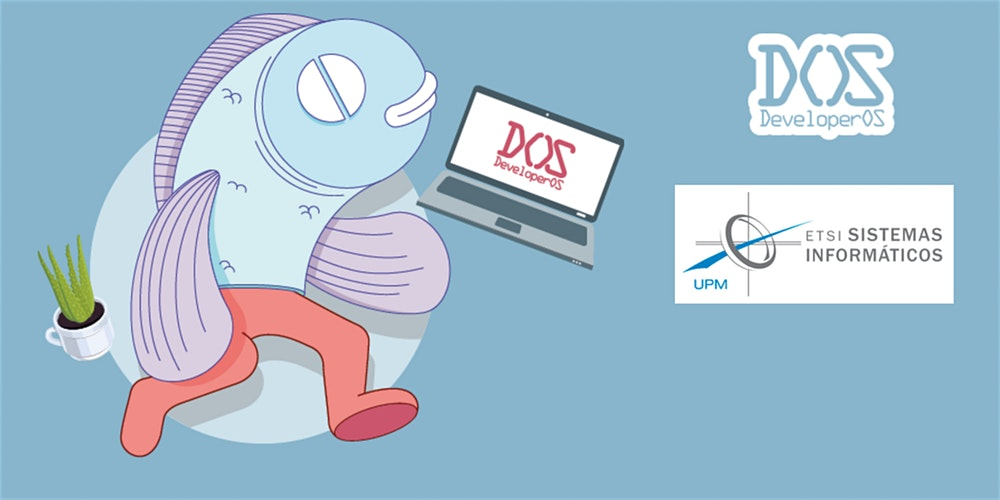 DOS
DeveloperOS
DOS
DeveloperOS
ETSI SISTEMAS
INFORMÁTICOS
UPM